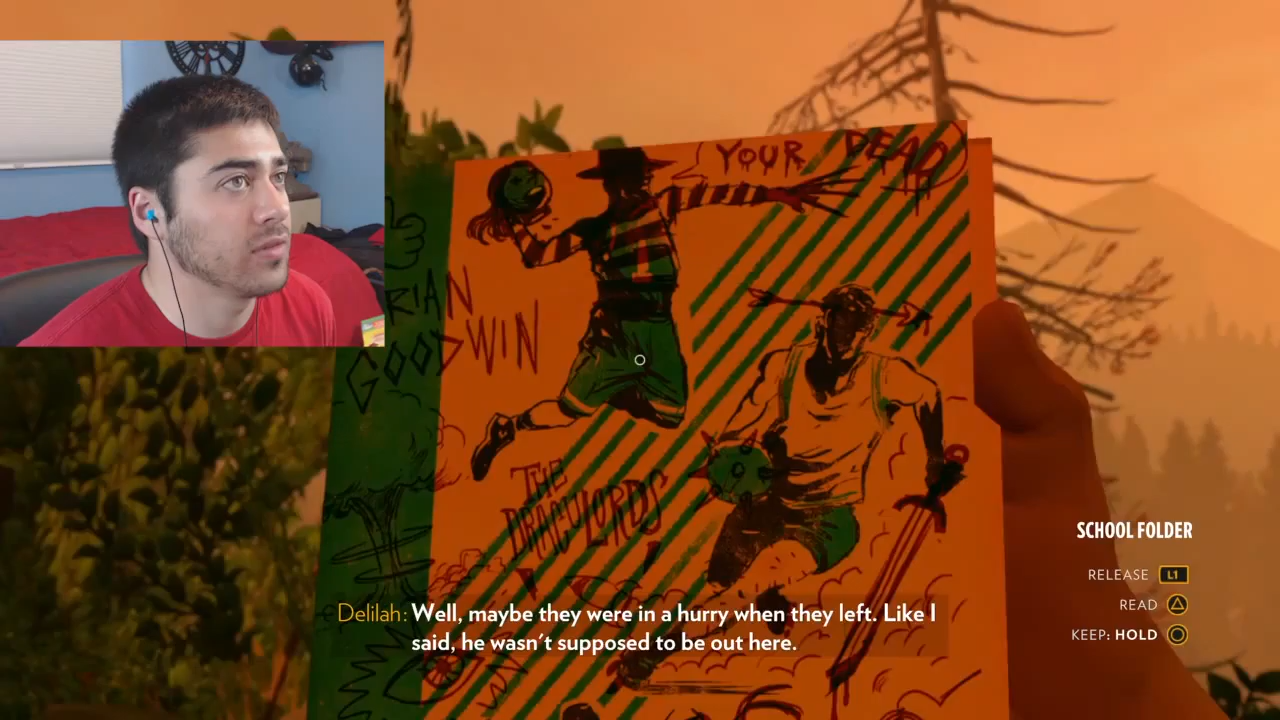 YOUR DEAD
RIAN
GOODWIN
THE
DRACULORDS
SCHOOL FOLDER
RELEASE L1
READ
KEEP: HOLD
Delilah: Well, maybe they were in a hurry when they left. Like I
said, he wasn't supposed to be out here.